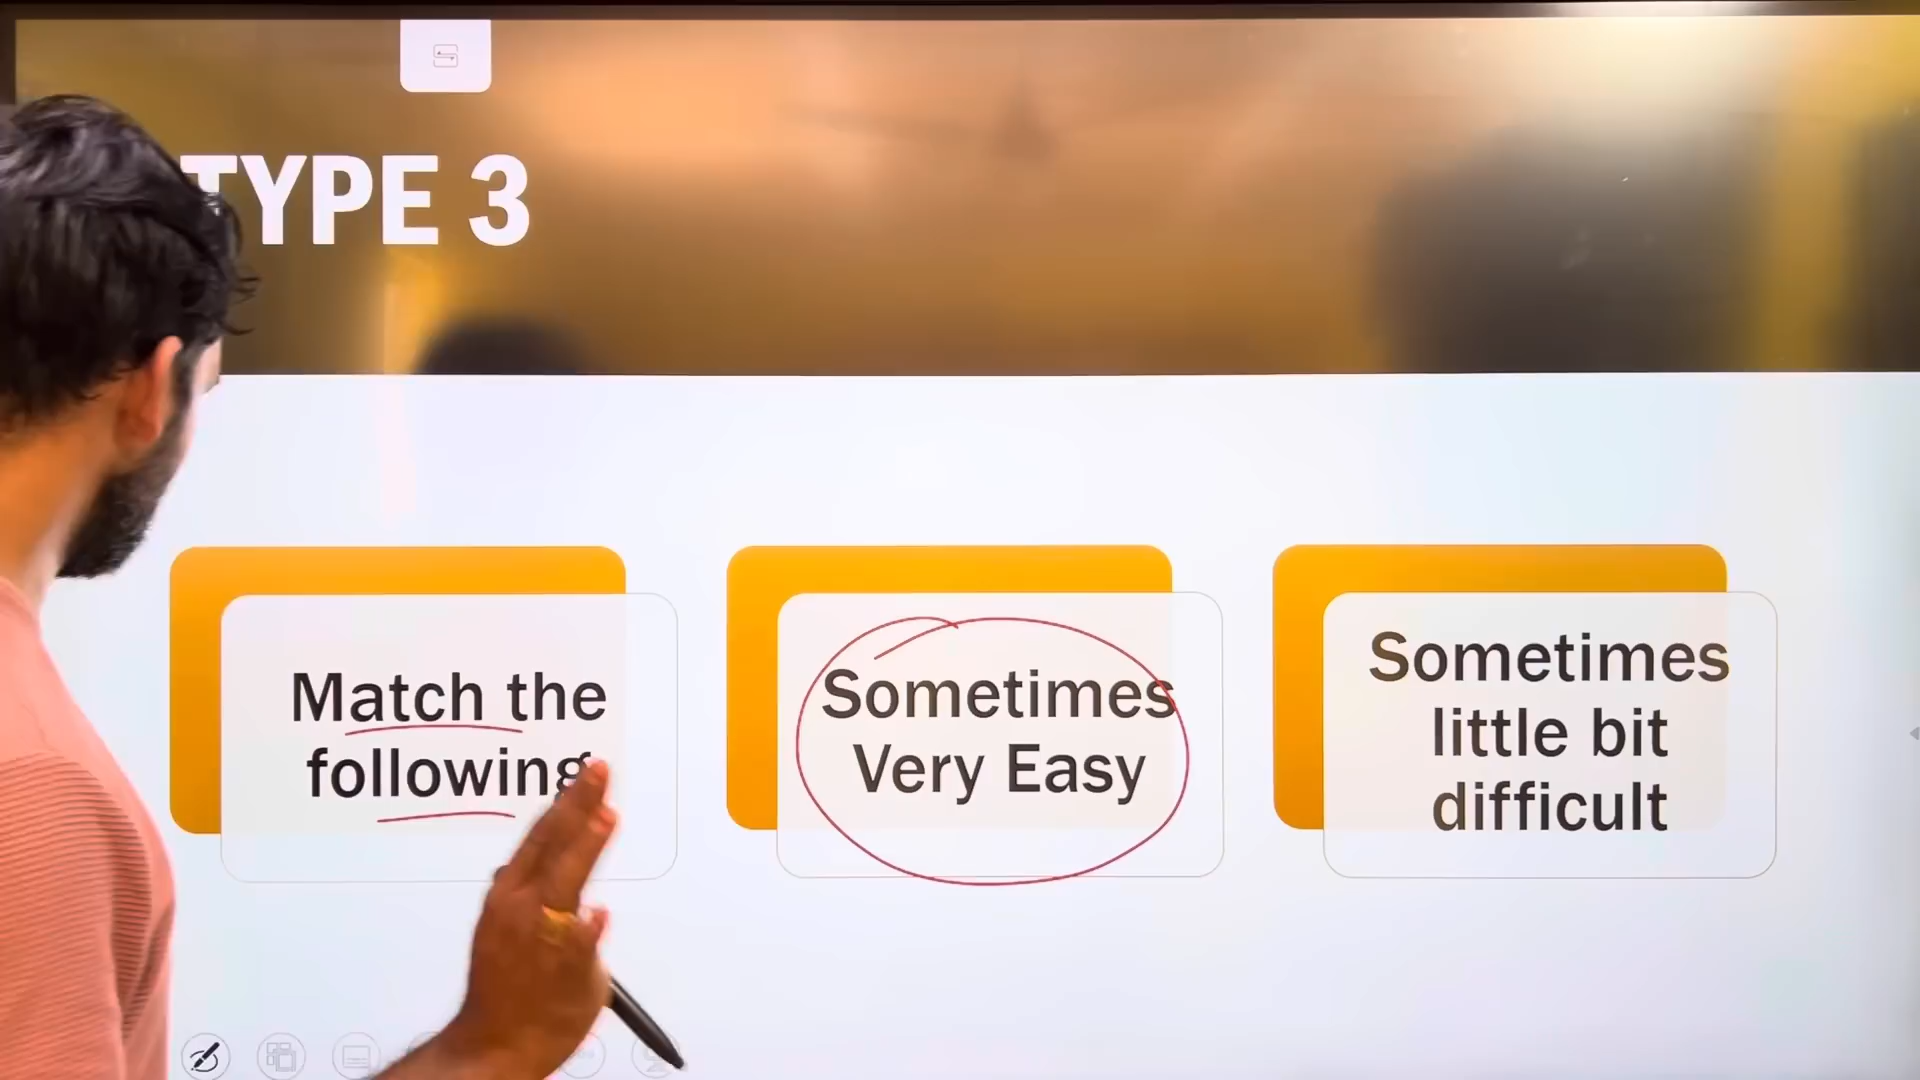 TYPE 3
Match the
following
Sometimes
Very Easy
Sometimes
little bit
difficult